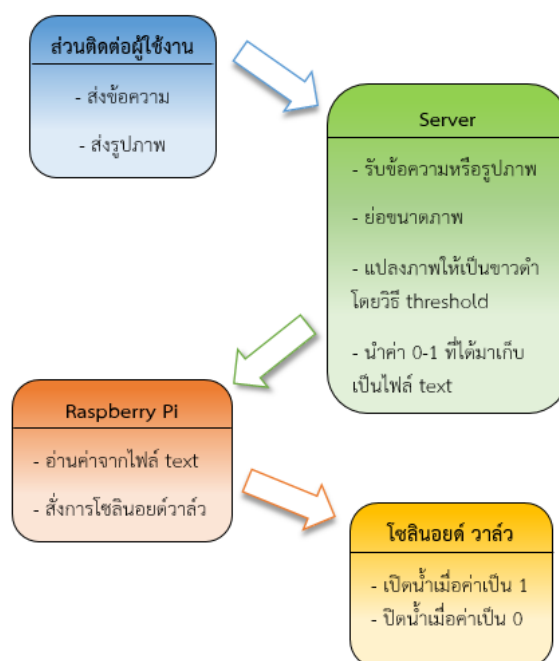 ส่วนติดต่อผู้ใช้งาน
- ส่งข้อความ
- ส่งรูปภาพ
Server
- รับข้อความหรือรูปภาพ
- ย่อขนาดภาพ
- แปลงภาพให้เป็นขาวดำ
โดยวิธี threshold
- นำค่า 0-1 ที่ได้มาเก็บ
เป็นไฟล์ text
Raspberry Pi
- อ่านค่าจากไฟล์ text
- สั่งการโซลินอยด์วาล์ว
โซลินอยด์ วาล์ว
- เปิดน้ำเมื่อค่าเป็น 1
- ปิดน้ำเมื่อค่าเป็น 0